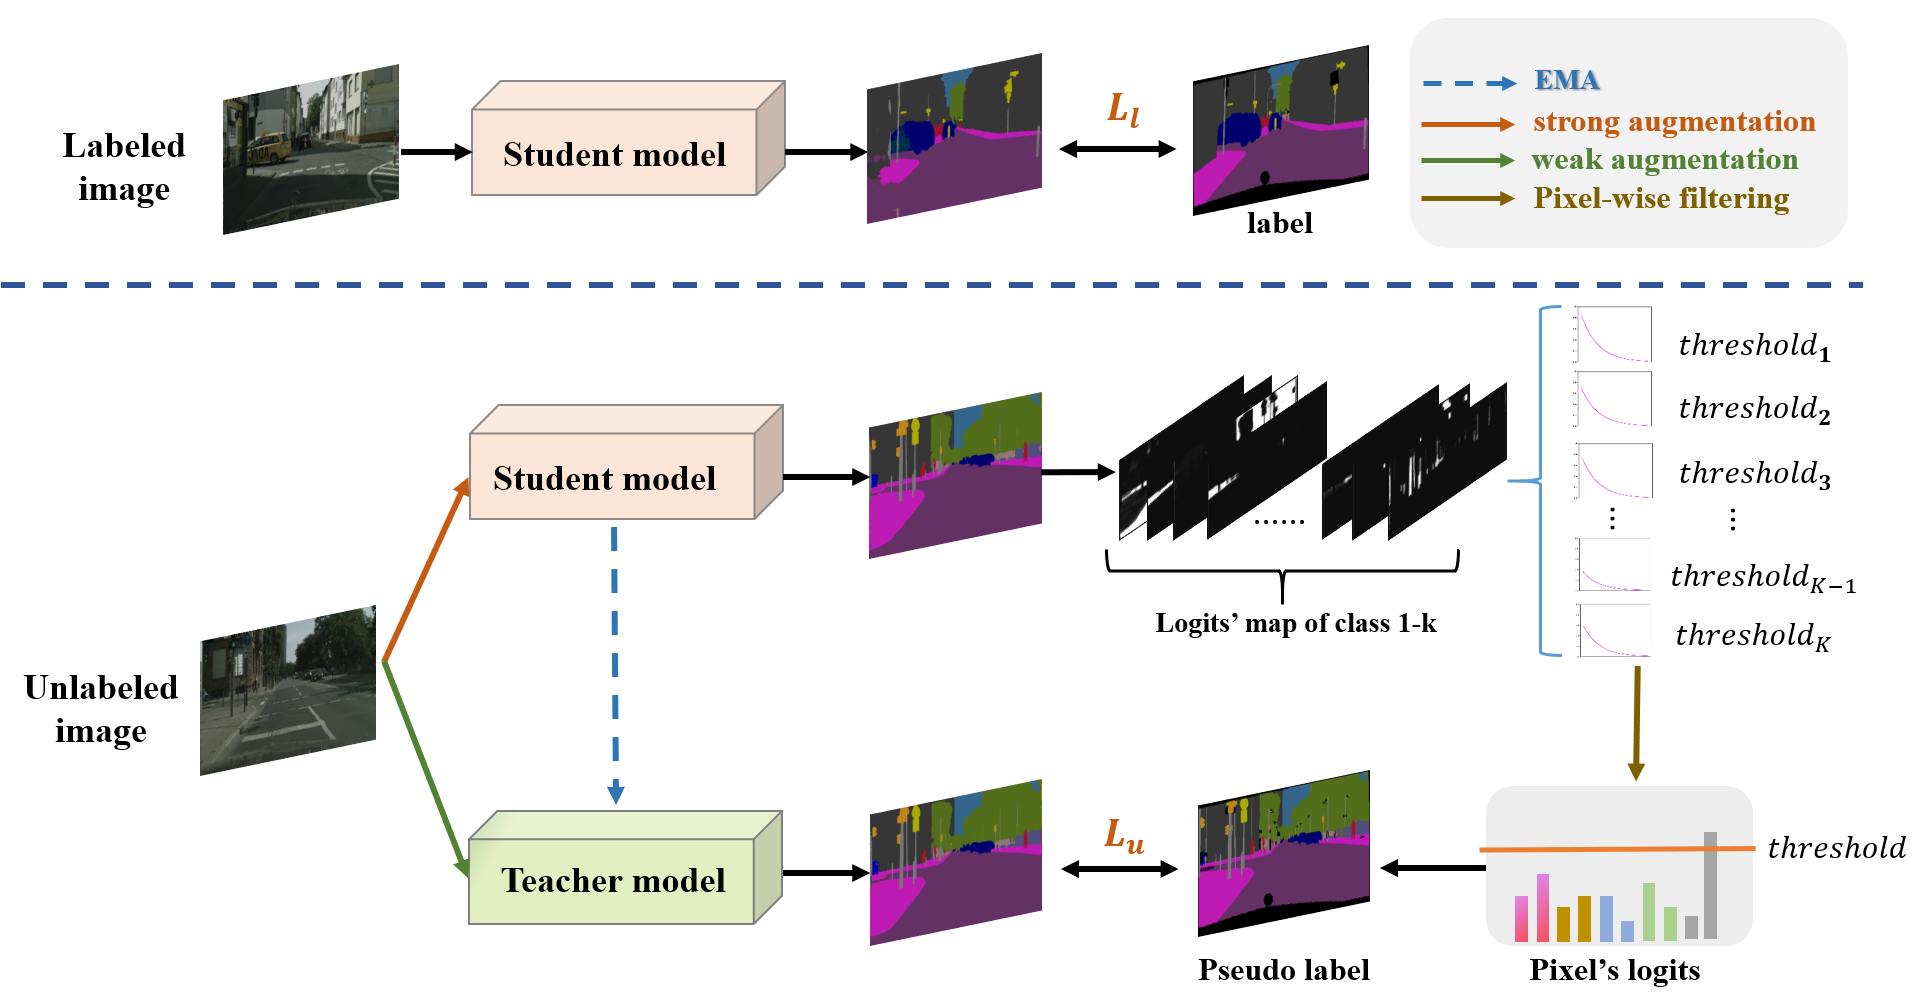 Labeled
image
Student model
L_l
label
EMA
strong augmentation
weak augmentation
Pixel-wise filtering
Student model
Logits’ map of class 1-k
......
threshold_1
threshold_2
threshold_3
⋮ ⋮
threshold_{K-1}
threshold_K
Unlabeled
image
Teacher model
L_u
Pseudo label
threshold
Pixel’s logits